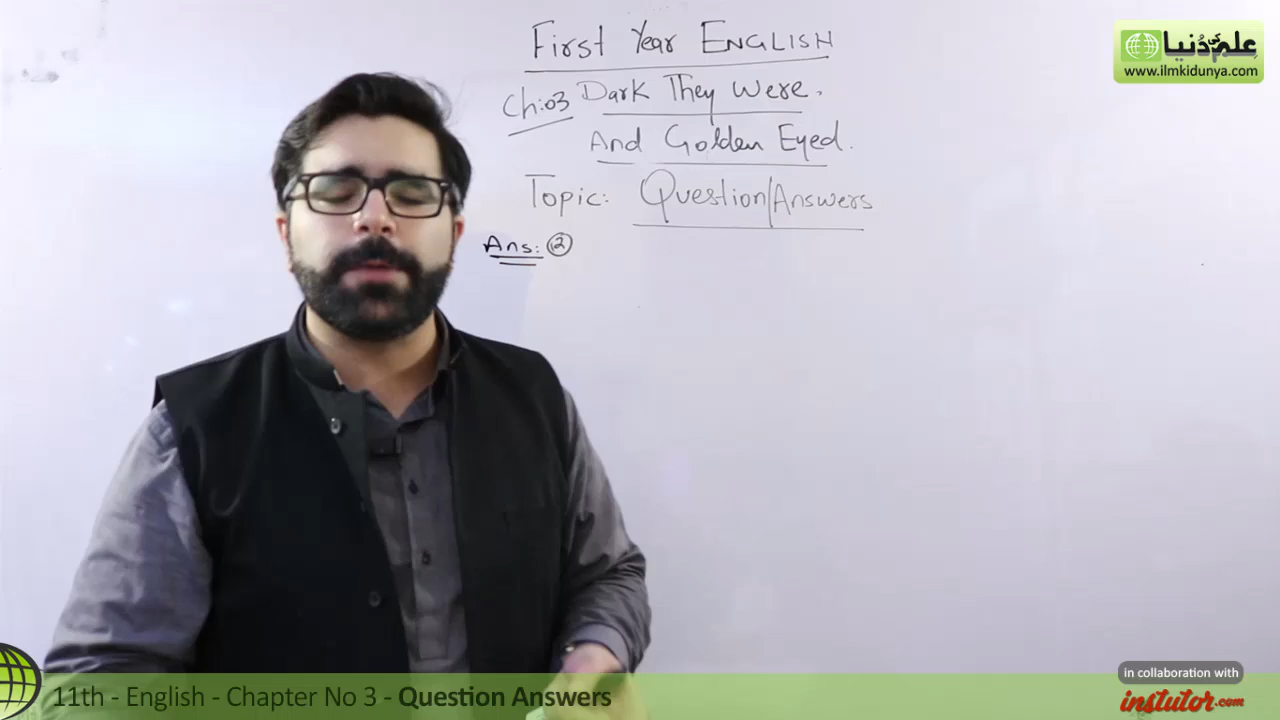 First Year ENGLISH
Ch:03 Dark They Were.
And Golden Eyed.
Topic: Question/Answers
Ans: ②
علم کی دنیا
www.ilmkidunya.com
11th - English - Chapter No 3 - Question Answers
in collaboration with
instutor.com